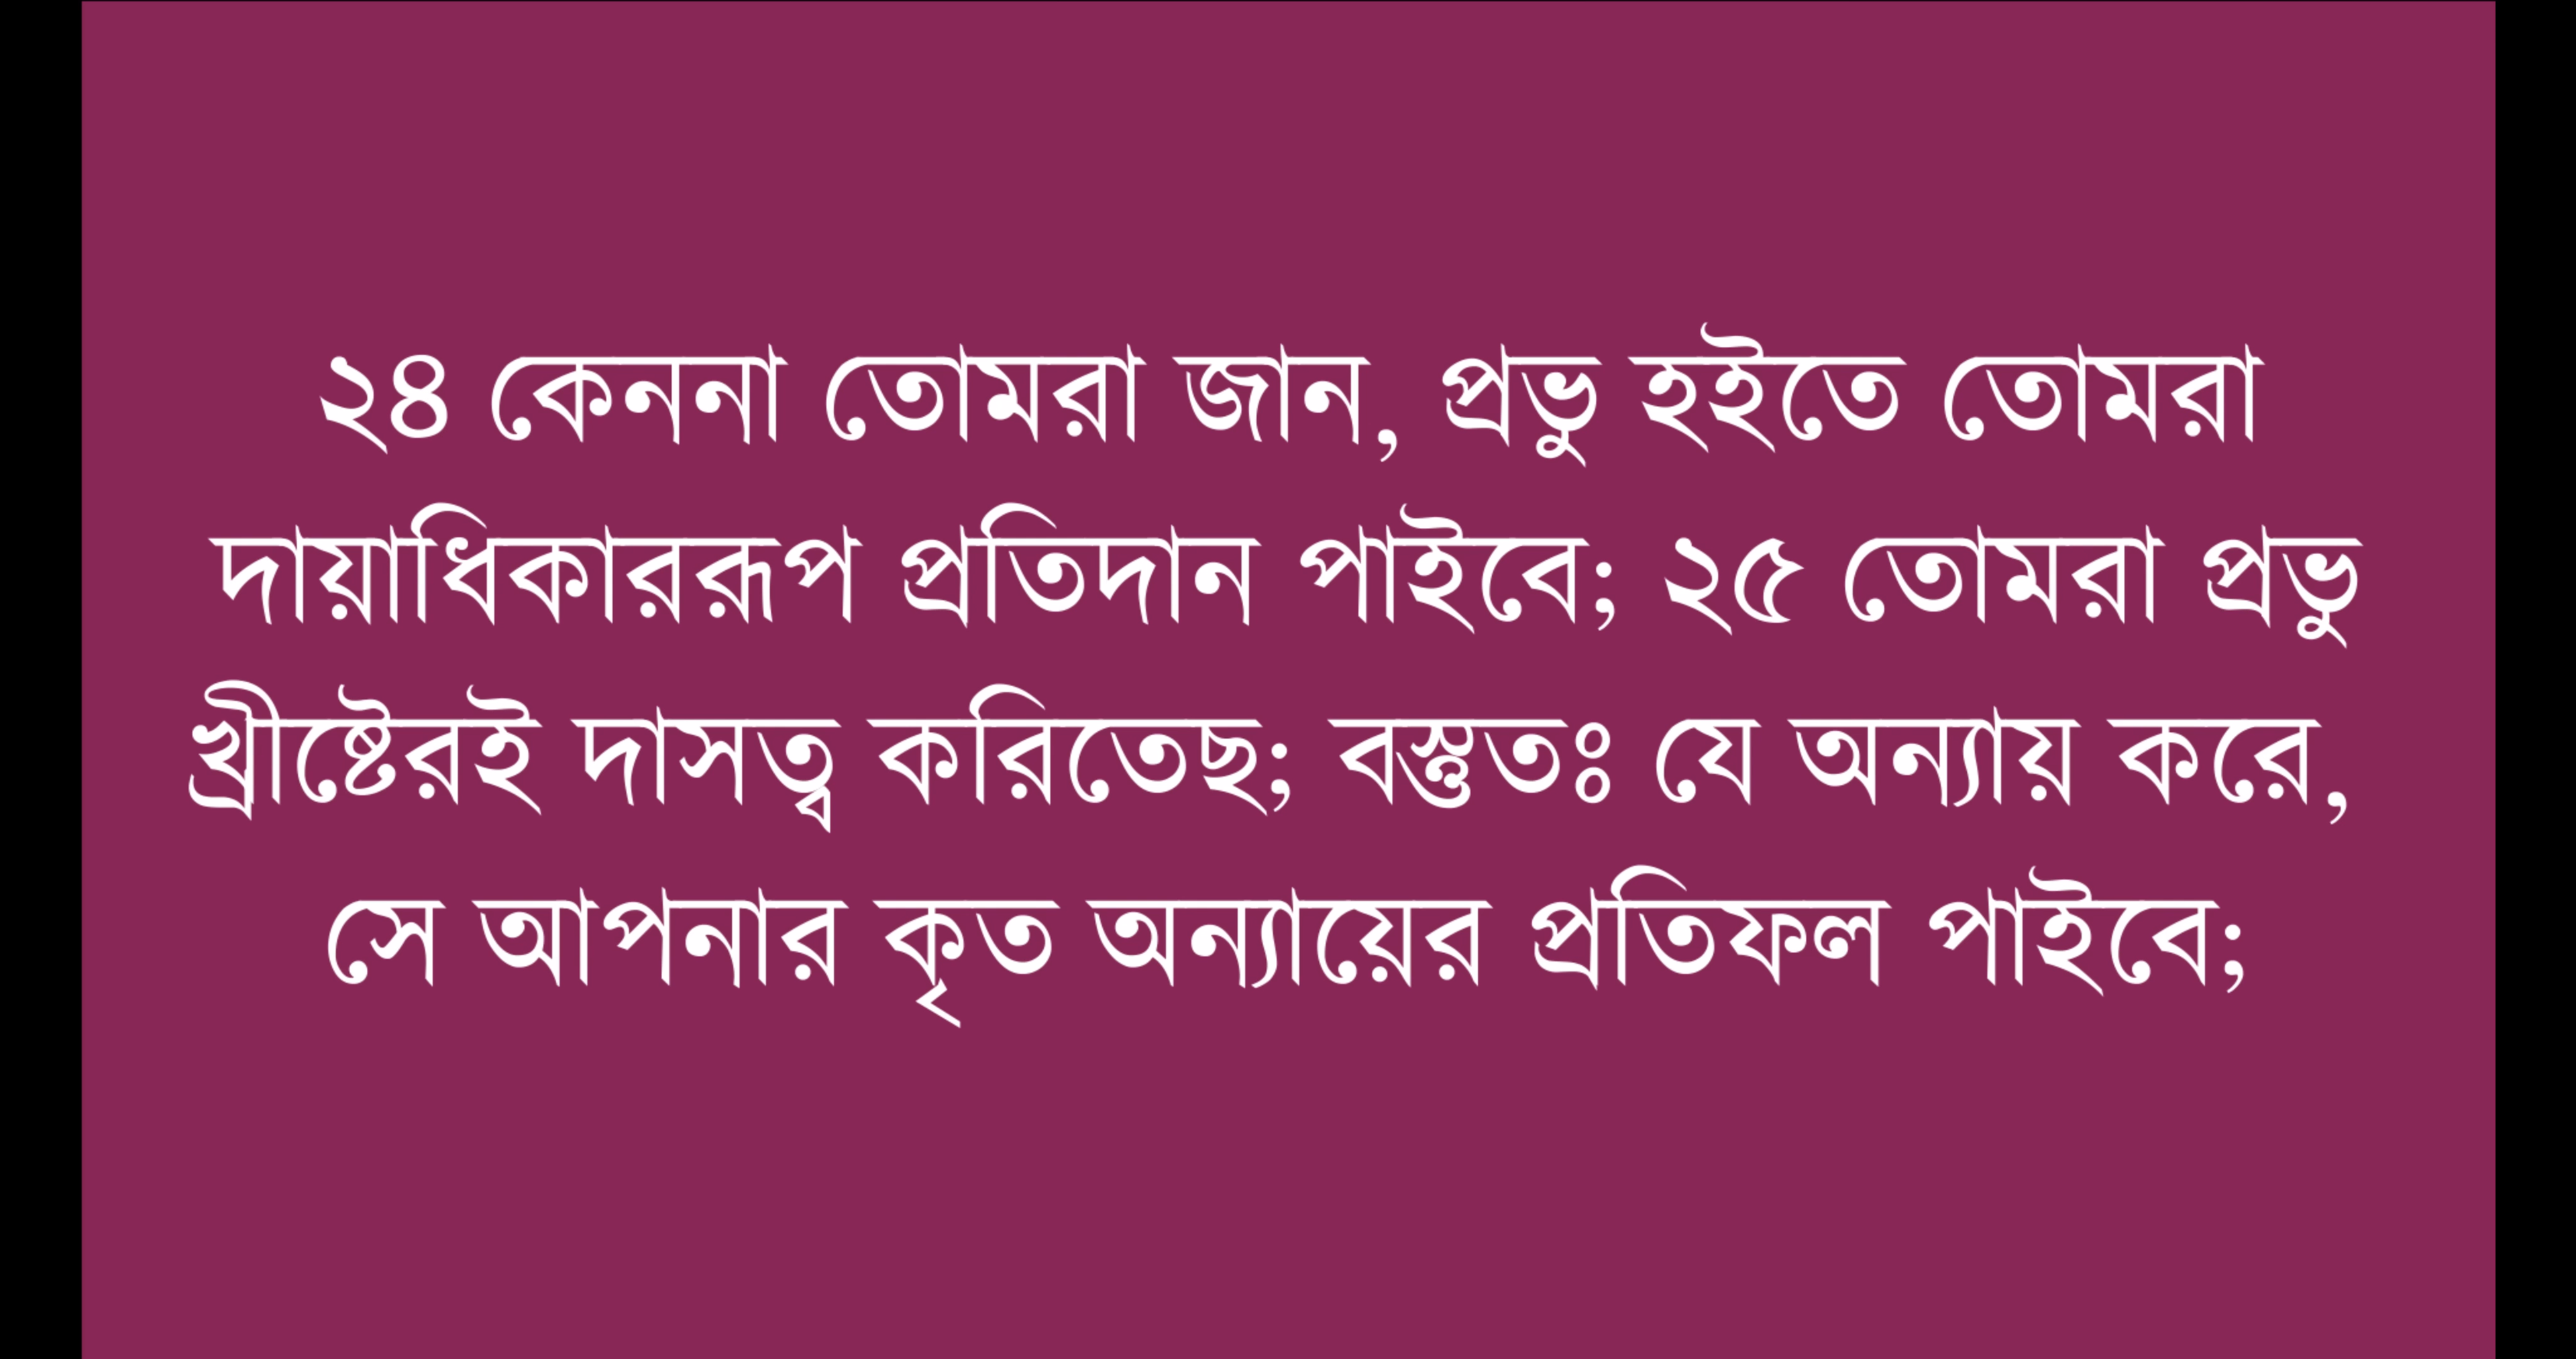 ২৪ কেননা তোমরা জান, প্রভু হইতে তোমরা
দায়াধিকাররূপ প্রতিদান পাইবে; ২৫ তোমরা প্রভু
খ্রীষ্টেরই দাসত্ব করিতেছ; বস্তুতঃ যে অন্যায় করে,
সে আপনার কৃত অন্যায়ের প্রতিফল পাইবে;